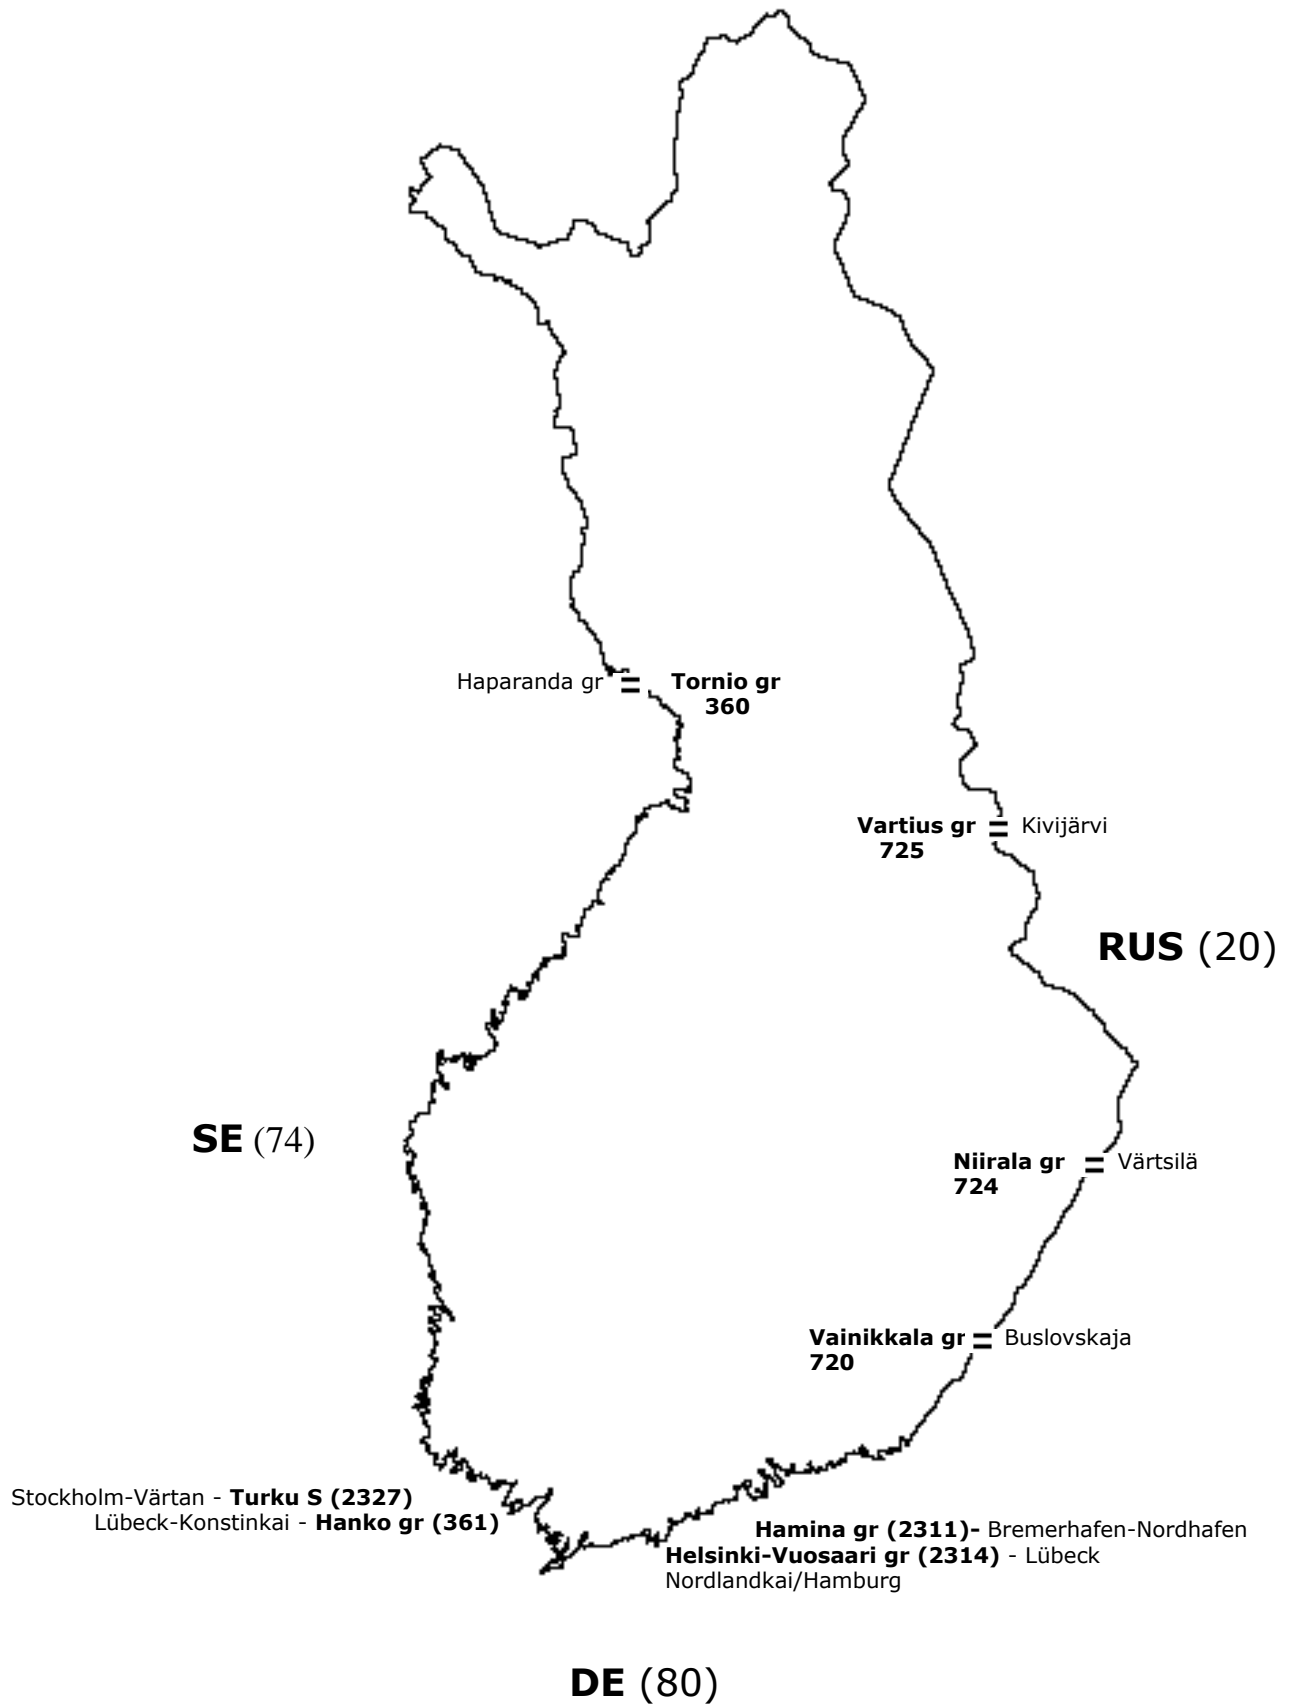 Haparanda gr Tornio gr
360
Vartius gr Kivijärvi
725
RUS (20)
SE (74)
Niirala gr Värtsilä
724
Vainikkala gr Buslovskaja
720
Stockholm-Värtan - Turku S (2327)
Lübeck-Konstinkai - Hanko gr (361)
Hamina gr (2311)- Bremerhafen-Nordhafen
Helsinki-Vuosaari gr (2314) - Lübeck
Nordlandkai/Hamburg
DE (80)